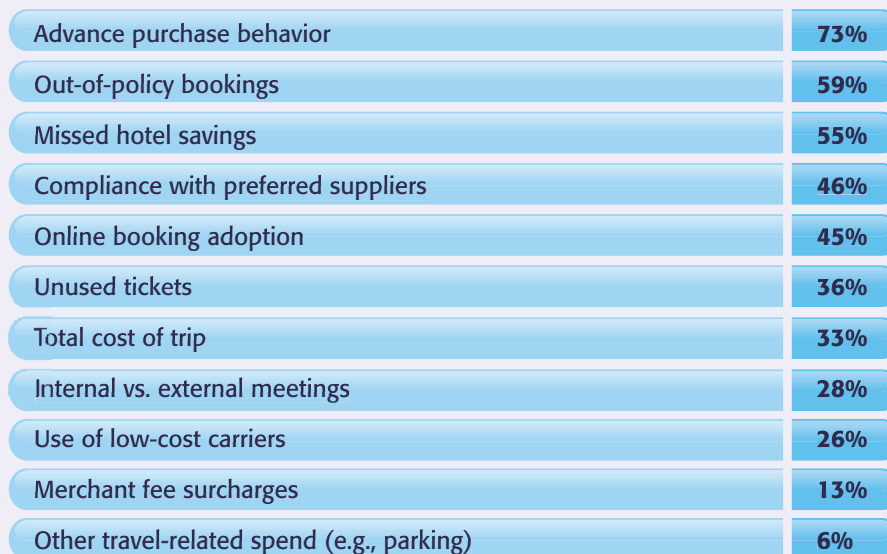 Advance purchase behavior 73%
Out-of-policy bookings 59%
Missed hotel savings 55%
Compliance with preferred suppliers 46%
Online booking adoption 45%
Unused tickets 36%
Total cost of trip 33%
Internal vs. external meetings 28%
Use of low-cost carriers 26%
Merchant fee surcharges 13%
Other travel-related spend (e.g., parking) 6%